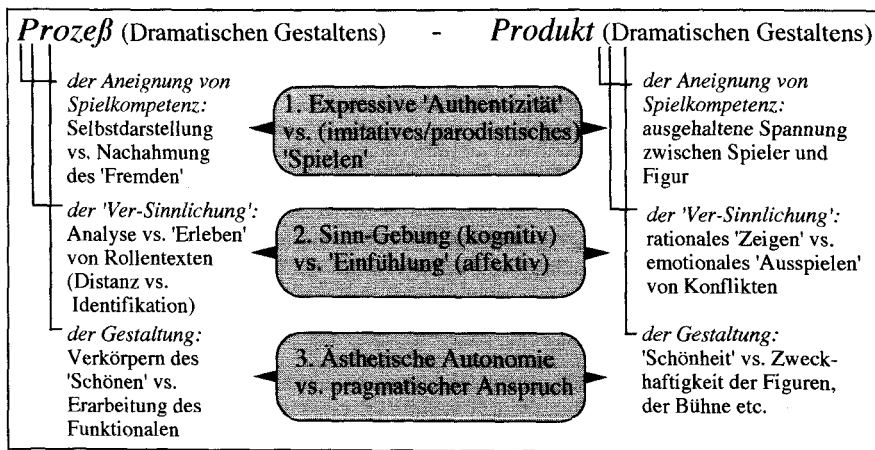 Prozeß (Dramatischen Gestaltens) - Produkt (Dramatischen Gestaltens)
der Aneignung von
Spielkompetenz:
Selbstdarstellung
vs. Nachahmung
des 'Fremden'
1. Expressive 'Authentizität'
vs. (imitatives/parodistisches)
'Spielen'
der Aneignung von
Spielkompetenz:
ausgehaltene Spannung
zwischen Spieler und
Figur
der 'Ver-Sinnlichung':
Analyse vs. 'Erleben'
von Rollentexten
(Distanz vs.
Identifikation)
2. Sinn-Gebung (kognitiv)
vs. 'Einfühlung' (affektiv)
der 'Ver-Sinnlichung':
rationales 'Zeigen' vs.
emotionales 'Ausspielen'
von Konflikten
der Gestaltung:
Verkörpern des
'Schönen' vs.
Erarbeitung des
Funktionalen
3. Ästhetische Autonomie
vs. pragmatischer Anspruch
der Gestaltung:
'Schönheit' vs. Zweck-
haftigkeit der Figuren,
der Bühne etc.